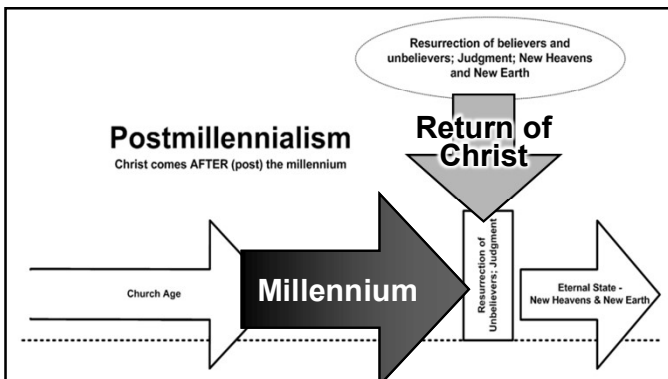 Resurrection of believers and
unbelievers; Judgment; New Heavens
and New Earth
Postmillennialism
Christ comes AFTER (post) the millennium
Return of
Christ
Church Age
Millennium
Resurrection of
Unbelievers; Judgment
Eternal State -
New Heavens & New Earth